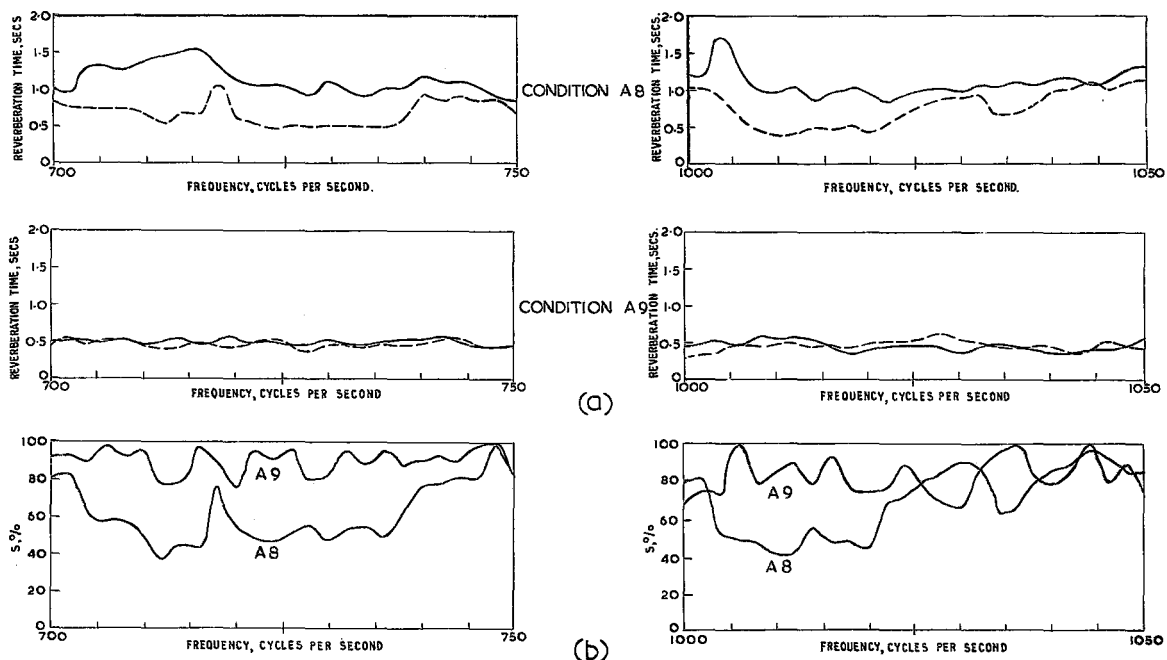 REVERBERATION TIME, SECS
2·0
1·5
1·0
0·5
0
700
750
FREQUENCY, CYCLES PER SECOND.
CONDITION A8
REVERBERATION TIME, SECS.
2·0
1·5
1·0
0·5
0
1000
1050
FREQUENCY, CYCLES PER SECOND.
REVERBERATION TIME, SECS
2·0
1·5
1·0
0·5
0
700
750
FREQUENCY, CYCLES PER SECOND
CONDITION A9
REVERBERATION TIME, SECS.
2·0
1·5
1·0
0·5
0
1000
1050
FREQUENCY, CYCLES PER SECOND
(a)
S, %
100
80
60
40
20
0
A9
A8
700
750
FREQUENCY, CYCLES PER SECOND
S, %
100
80
60
40
20
0
A9
A8
1000
1050
FREQUENCY, CYCLES PER SECOND
(b)